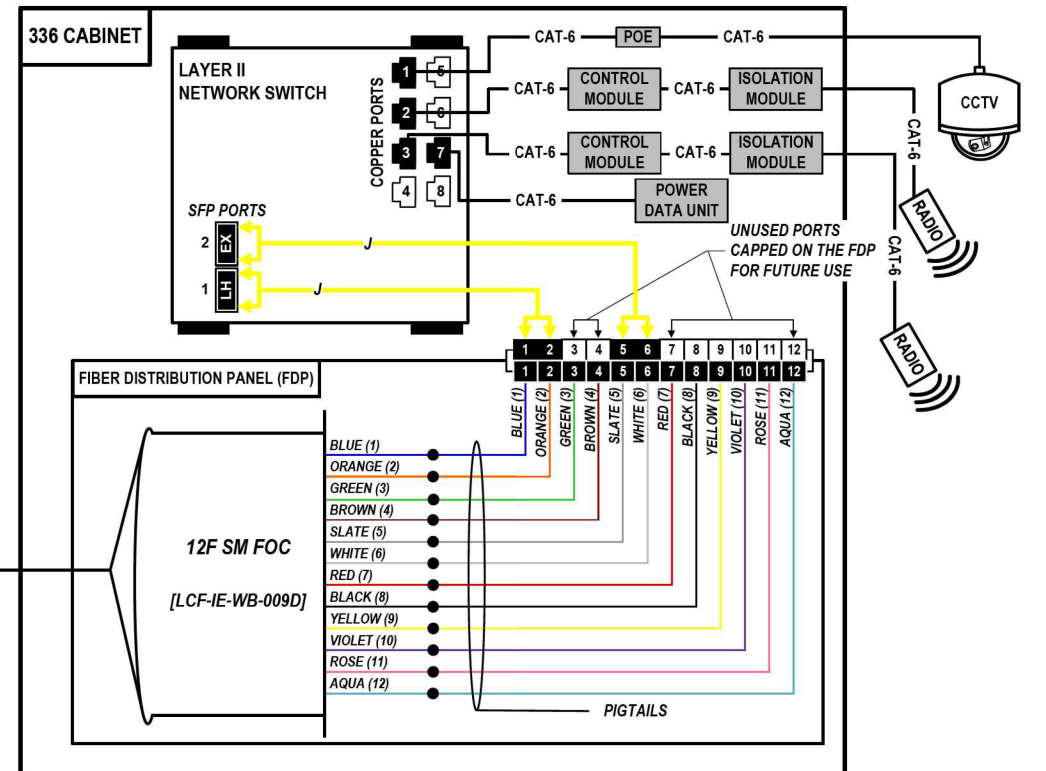 336 CABINET
LAYER II
NETWORK SWITCH
COPPER PORTS
1 5
2 6
3 7
4 8
SFP PORTS
2 EX
1 LH
J
J
CAT-6 POE CAT-6
CAT-6 CONTROL MODULE CAT-6 ISOLATION MODULE
CAT-6 CONTROL MODULE CAT-6 ISOLATION MODULE
CAT-6 POWER DATA UNIT
CCTV
CAT-6
RADIO
CAT-6
RADIO
UNUSED PORTS
CAPPED ON THE FDP
FOR FUTURE USE
1 2 3 4 5 6 7 8 9 10 11 12
1 2 3 4 5 6 7 8 9 10 11 12
FIBER DISTRIBUTION PANEL (FDP)
BLUE (1)
ORANGE (2)
GREEN (3)
BROWN (4)
SLATE (5)
WHITE (6)
RED (7)
BLACK (8)
YELLOW (9)
VIOLET (10)
ROSE (11)
AQUA (12)
12F SM FOC
[LCF-IE-WB-009D]
BLUE (1)
ORANGE (2)
GREEN (3)
BROWN (4)
SLATE (5)
WHITE (6)
RED (7)
BLACK (8)
YELLOW (9)
VIOLET (10)
ROSE (11)
AQUA (12)
PIGTAILS